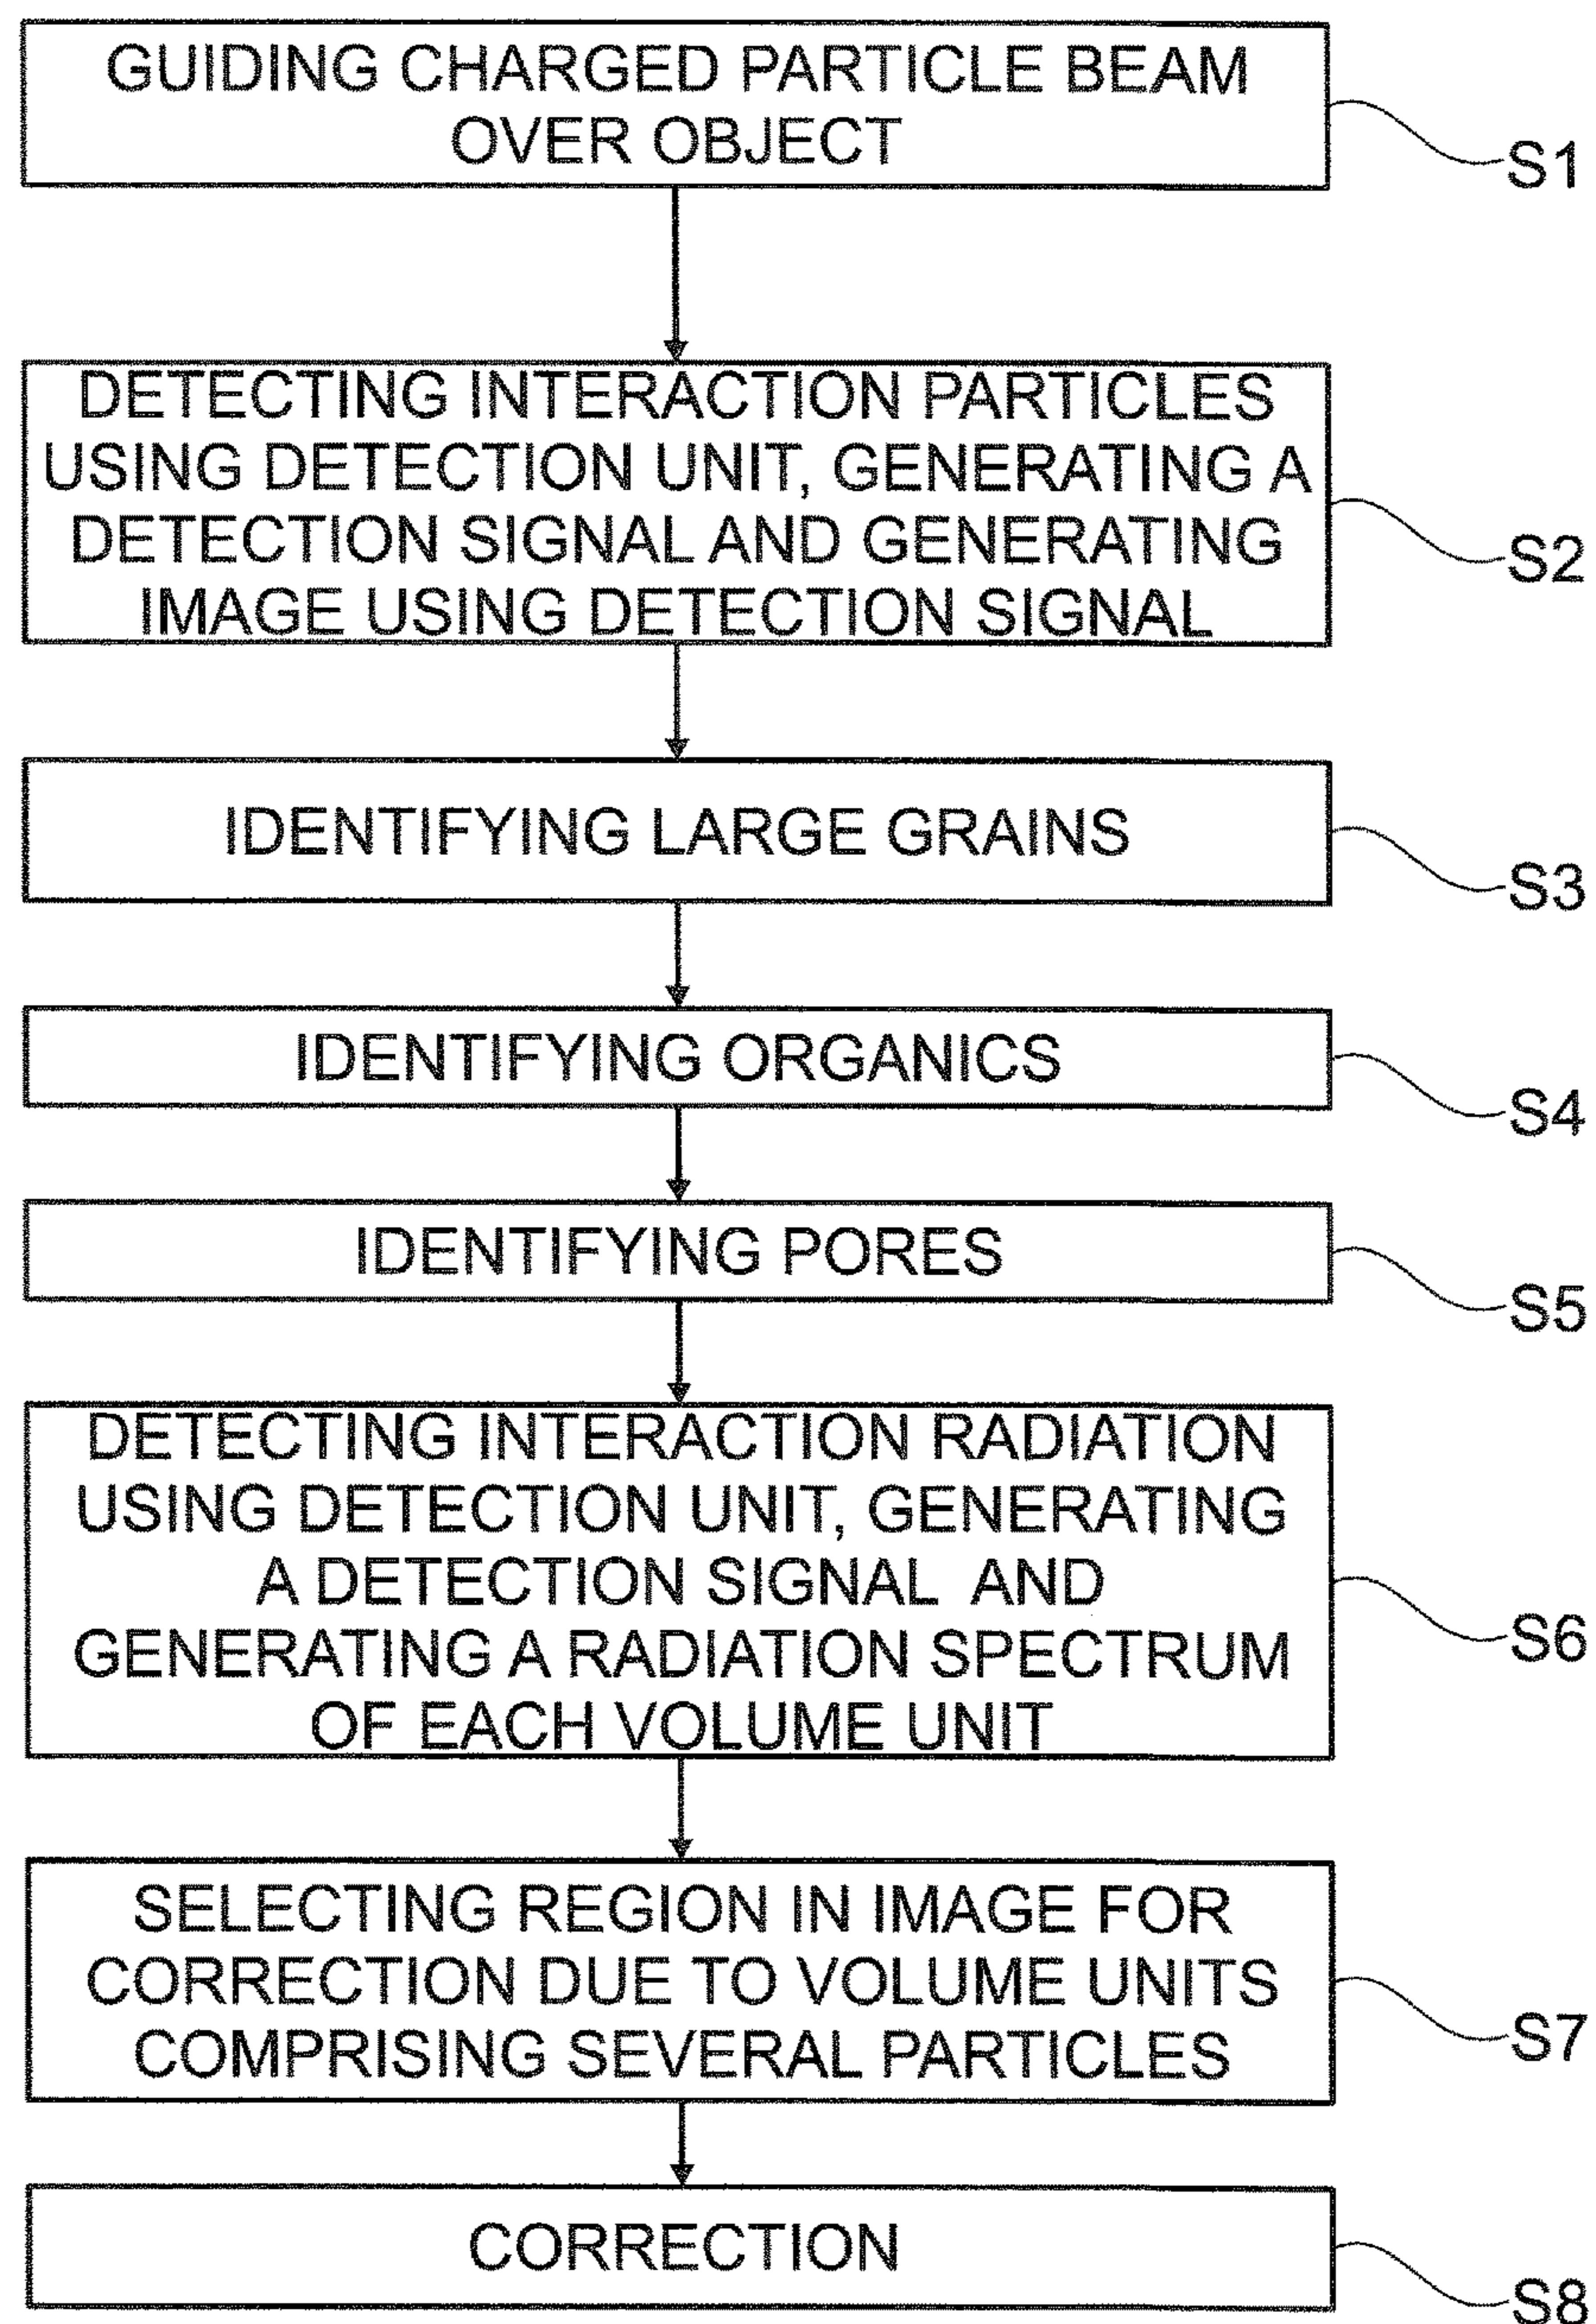 GUIDING CHARGED PARTICLE BEAM
OVER OBJECT
S1
DETECTING INTERACTION PARTICLES
USING DETECTION UNIT, GENERATING A
DETECTION SIGNAL AND GENERATING
IMAGE USING DETECTION SIGNAL
S2
IDENTIFYING LARGE GRAINS
S3
IDENTIFYING ORGANICS
S4
IDENTIFYING PORES
S5
DETECTING INTERACTION RADIATION
USING DETECTION UNIT, GENERATING
A DETECTION SIGNAL AND
GENERATING A RADIATION SPECTRUM
OF EACH VOLUME UNIT
S6
SELECTING REGION IN IMAGE FOR
CORRECTION DUE TO VOLUME UNITS
COMPRISING SEVERAL PARTICLES
S7
CORRECTION
S8